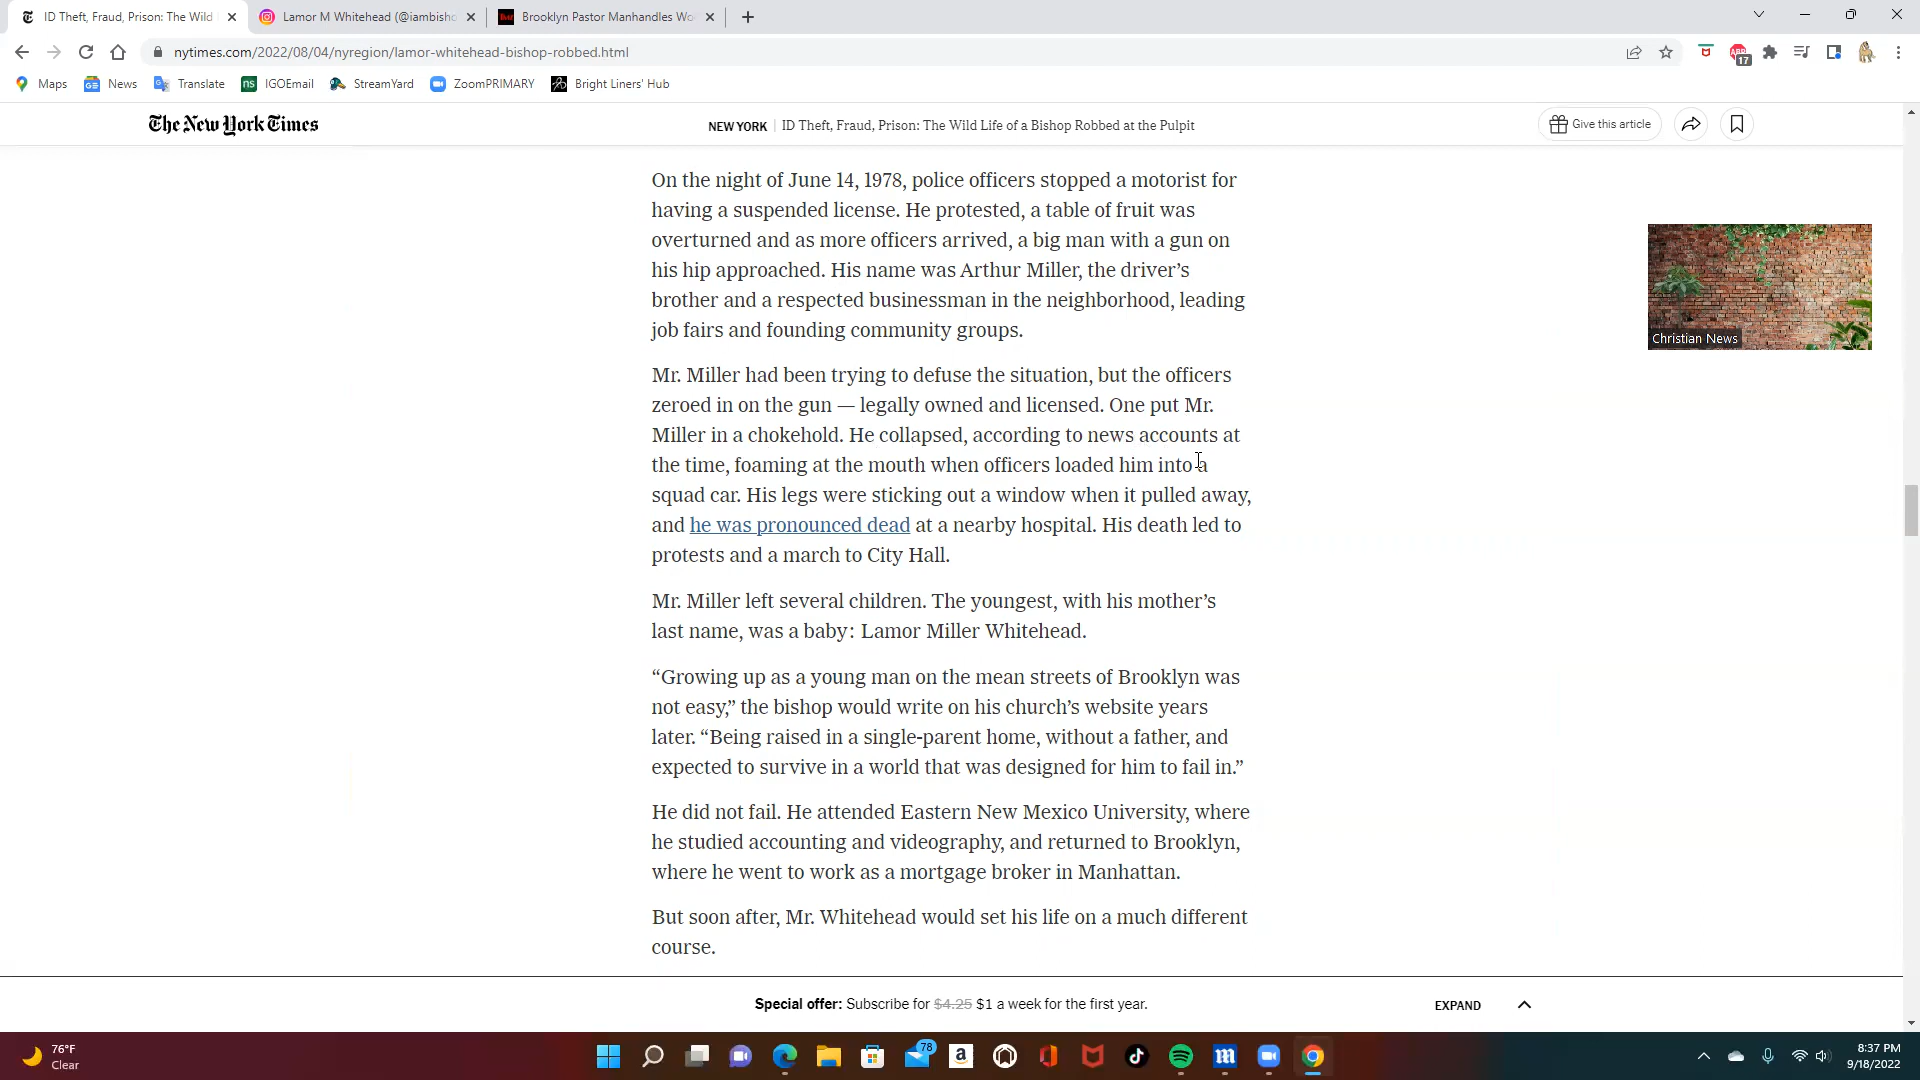 ID Theft, Fraud, Prison: The Wild
Lamor M Whitehead (@iambisho
Brooklyn Pastor Manhandles Wo
nytimes.com/2022/08/04/nyregion/lamor-whitehead-bishop-robbed.html
17
Maps
News
Translate
ns IGOEmail
StreamYard
ZoomPRIMARY
Bright Liners' Hub
The New York Times
NEW YORK | ID Theft, Fraud, Prison: The Wild Life of a Bishop Robbed at the Pulpit
Give this article
On the night of June 14, 1978, police officers stopped a motorist for
having a suspended license. He protested, a table of fruit was
overturned and as more officers arrived, a big man with a gun on
his hip approached. His name was Arthur Miller, the driver’s
brother and a respected businessman in the neighborhood, leading
job fairs and founding community groups.
Christian News
Mr. Miller had been trying to defuse the situation, but the officers
zeroed in on the gun — legally owned and licensed. One put Mr.
Miller in a chokehold. He collapsed, according to news accounts at
the time, foaming at the mouth when officers loaded him into a
squad car. His legs were sticking out a window when it pulled away,
and he was pronounced dead at a nearby hospital. His death led to
protests and a march to City Hall.
Mr. Miller left several children. The youngest, with his mother’s
last name, was a baby: Lamor Miller Whitehead.
“Growing up as a young man on the mean streets of Brooklyn was
not easy,” the bishop would write on his church’s website years
later. “Being raised in a single-parent home, without a father, and
expected to survive in a world that was designed for him to fail in.”
He did not fail. He attended Eastern New Mexico University, where
he studied accounting and videography, and returned to Brooklyn,
where he went to work as a mortgage broker in Manhattan.
But soon after, Mr. Whitehead would set his life on a much different
course.
Special offer: Subscribe for $4.25 $1 a week for the first year.
EXPAND
76°F
Clear
78
8:37 PM
9/18/2022